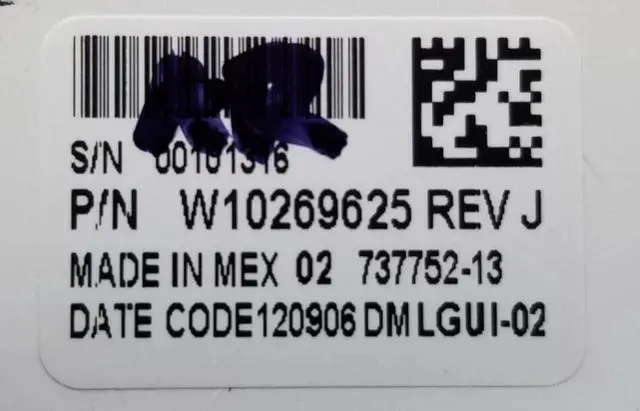 S/N 00101316
P/N W10269625 REV J
MADE IN MEX 02 737752-13
DATE CODE120906 DM LGUI-02